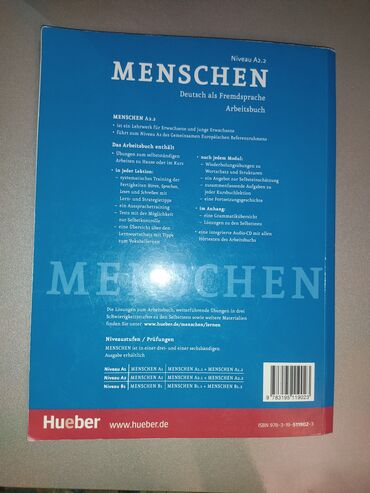 Niveau A2.2
MENSCHEN
Deutsch als Fremdsprache
Arbeitsbuch
MENSCHEN A2.2
• ist ein Lehrwerk für Erwachsene und junge Erwachsene
• führt zum Niveau A2 des Gemeinsamen Europäischen Referenzrahmens
Das Arbeitsbuch enthält
• Übungen zum selbstständigen
Arbeiten zu Hause oder im Kurs
• in jeder Lektion:
– systematisches Training der
Fertigkeiten Hören, Sprechen,
Lesen und Schreiben mit
Lern- und Strategietipps
– ein Aussprachetraining
– Tests mit der Möglichkeit
zur Selbstkontrolle
– eine Übersicht über den
Lernwortschatz mit Tipps
zum Vokabellernen
• nach jedem Modul:
– Wiederholungsübungen zu
Wortschatz und Strukturen
– ein Angebot zur Selbsteinschätzung
– zusammenfassende Aufgaben zu
jeder Kursbuchlektion
– eine Fortsetzungsgeschichte
• im Anhang:
– eine Grammatikübersicht
– Lösungen zu den Selbsttests
• eine integrierte Audio-CD mit allen
Hörtexten des Arbeitsbuchs
MENSCHEN
Die Lösungen zum Arbeitsbuch, weiterführende Übungen in drei
Schwierigkeitsstufen zu den Selbsttests sowie weitere Materialien
finden Sie unter www.hueber.de/menschen/lernen
Niveaustufen / Prüfungen
MENSCHEN ist in einer drei- und einer sechsbändigen
Ausgabe erhältlich
Niveau A1 MENSCHEN A1 MENSCHEN A1.1 + MENSCHEN A1.2
Niveau A2 MENSCHEN A2 MENSCHEN A2.1 + MENSCHEN A2.2
Niveau B1 MENSCHEN B1 MENSCHEN B1.1 + MENSCHEN B1.2
9 783195 119023
Hueber
www.hueber.de
ISBN 978-3-19-511902-3